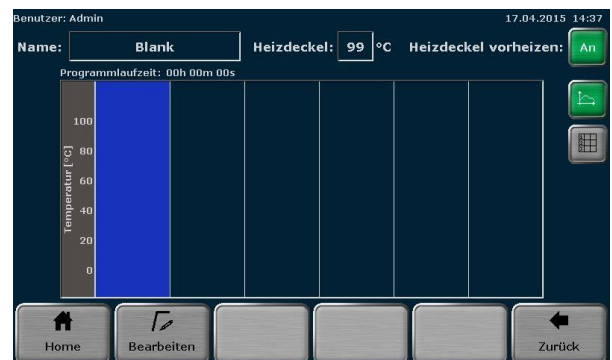 Benutzer: Admin 17.04.2015 14:37
Name: Blank Heizdeckel: 99 °C Heizdeckel vorheizen: An
Programmlaufzeit: 00h 00m 00s
Temperatur [°C]
100
80
60
40
20
0
Home Bearbeiten Zurück